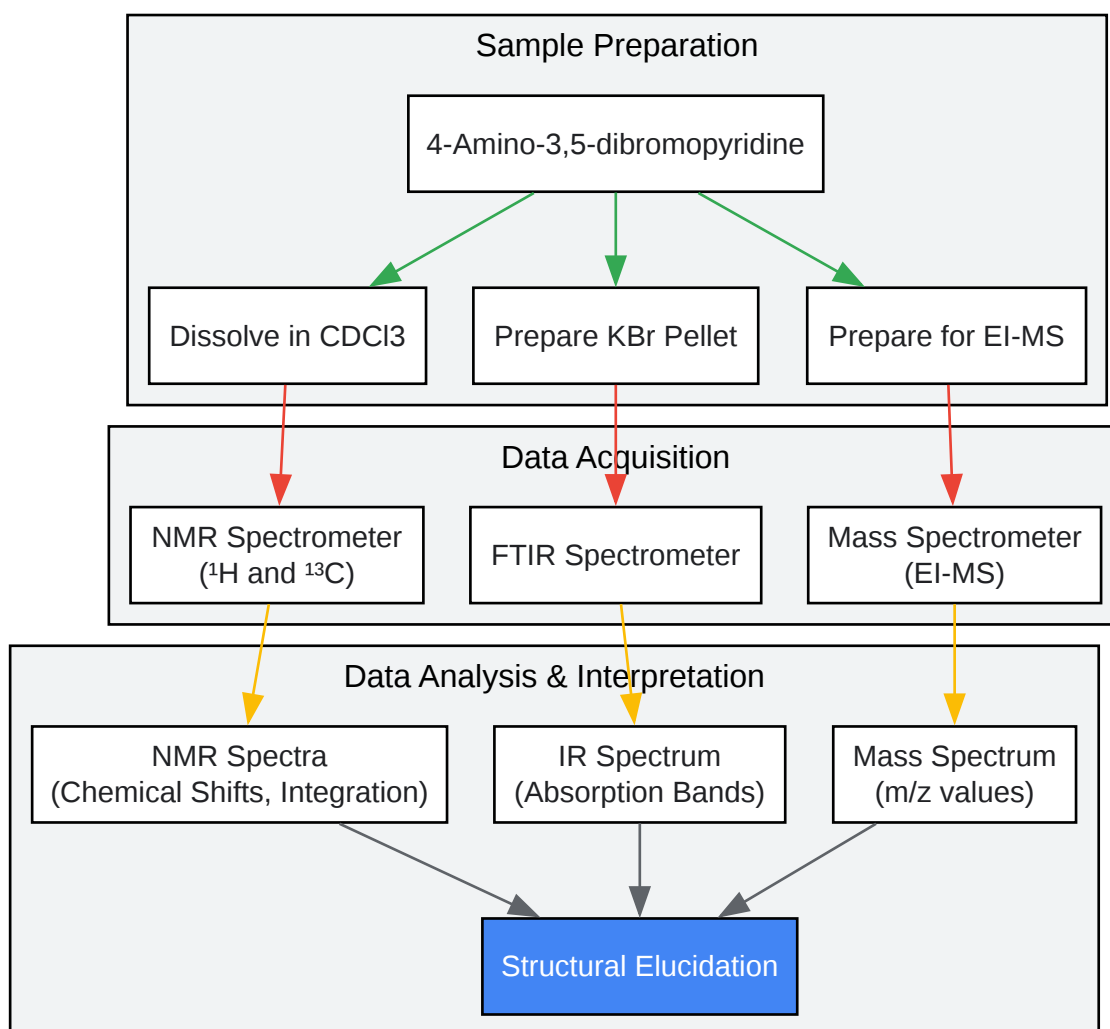 Sample Preparation
4-Amino-3,5-dibromopyridine
Dissolve in CDCl3
Prepare KBr Pellet
Prepare for EI-MS
Data Acquisition
NMR Spectrometer
(¹H and ¹³C)
FTIR Spectrometer
Mass Spectrometer
(EI-MS)
Data Analysis & Interpretation
NMR Spectra
(Chemical Shifts, Integration)
IR Spectrum
(Absorption Bands)
Mass Spectrum
(m/z values)
Structural Elucidation